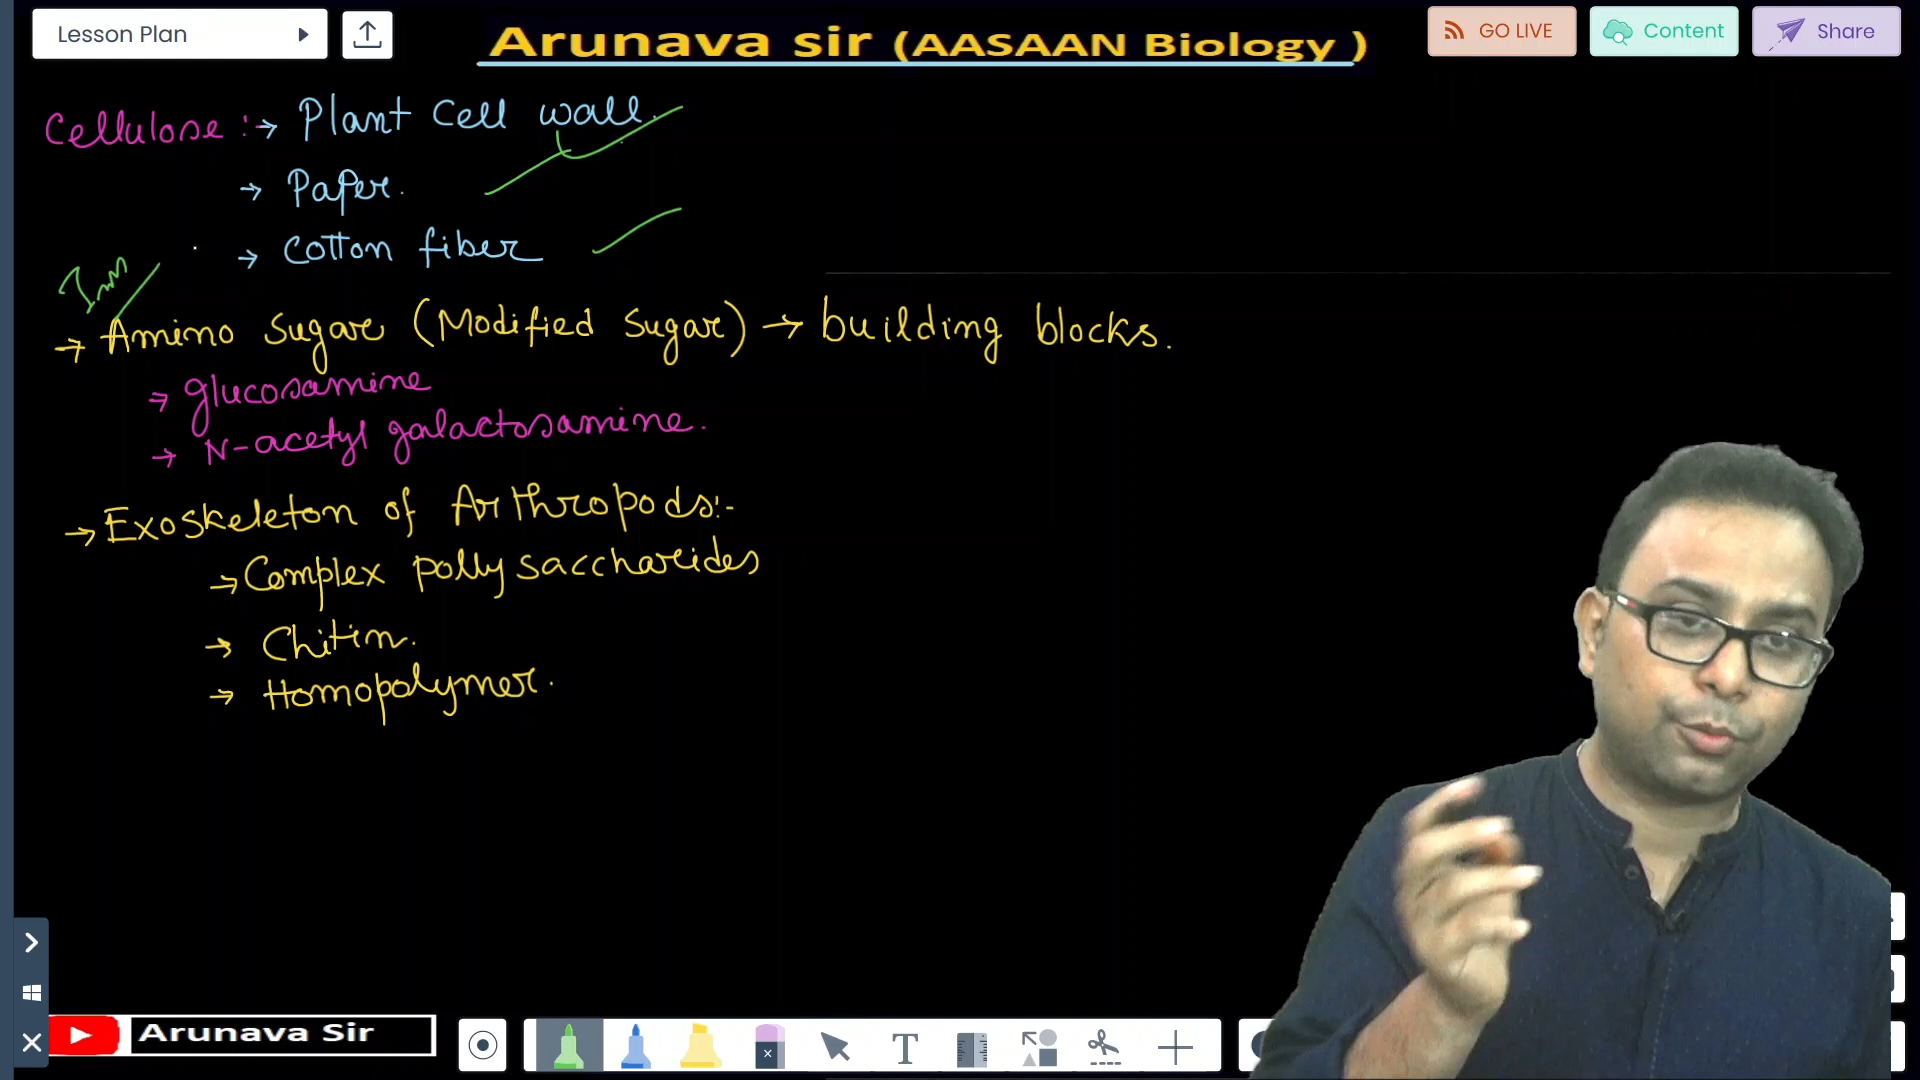 Lesson Plan
Arunava sir (AASAAN Biology )
GO LIVE
Content
Share
Cellulose :→ Plant Cell wall.
→ Paper.
→ Cotton fiber
Imp
→ Amino Sugar (Modified Sugar) → building blocks.
→ glucosamine
→ N-acetyl galactosamine.
→ Exoskeleton of Arthropods:-
→ Complex pollysaccharides
→ Chitin.
→ Homopolymer.
Arunava Sir